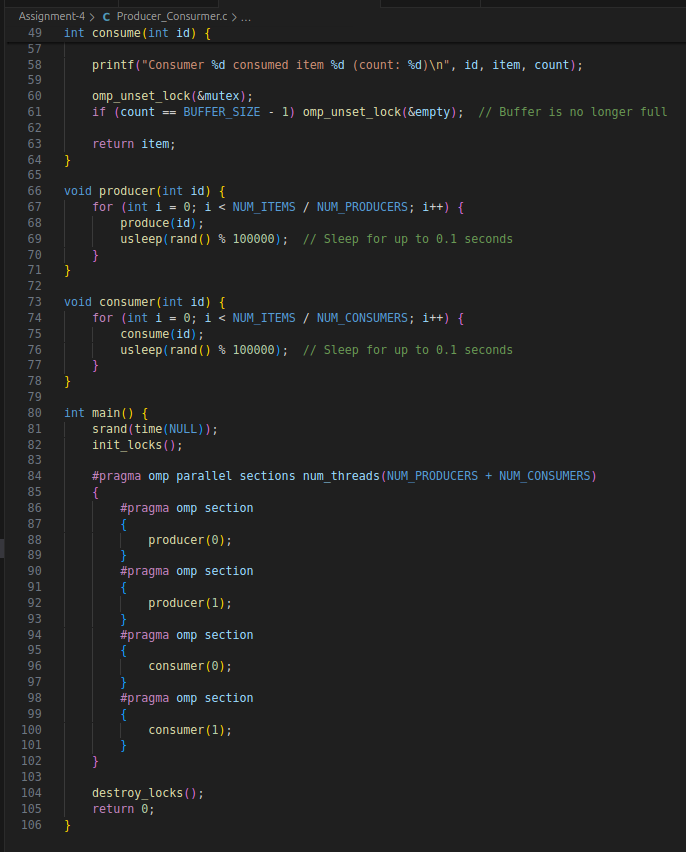 Assignment-4 > C Producer_Consurmer.c > ...
49 int consume(int id) {
57
58     printf("Consumer %d consumed item %d (count: %d)\n", id, item, count);
59
60     omp_unset_lock(&mutex);
61     if (count == BUFFER_SIZE - 1) omp_unset_lock(&empty);  // Buffer is no longer full
62
63     return item;
64 }
65
66 void producer(int id) {
67     for (int i = 0; i < NUM_ITEMS / NUM_PRODUCERS; i++) {
68         produce(id);
69         usleep(rand() % 100000);  // Sleep for up to 0.1 seconds
70     }
71 }
72
73 void consumer(int id) {
74     for (int i = 0; i < NUM_ITEMS / NUM_CONSUMERS; i++) {
75         consume(id);
76         usleep(rand() % 100000);  // Sleep for up to 0.1 seconds
77     }
78 }
79
80 int main() {
81     srand(time(NULL));
82     init_locks();
83
84     #pragma omp parallel sections num_threads(NUM_PRODUCERS + NUM_CONSUMERS)
85     {
86         #pragma omp section
87         {
88             producer(0);
89         }
90         #pragma omp section
91         {
92             producer(1);
93         }
94         #pragma omp section
95         {
96             consumer(0);
97         }
98         #pragma omp section
99         {
100             consumer(1);
101         }
102     }
103
104     destroy_locks();
105     return 0;
106 }